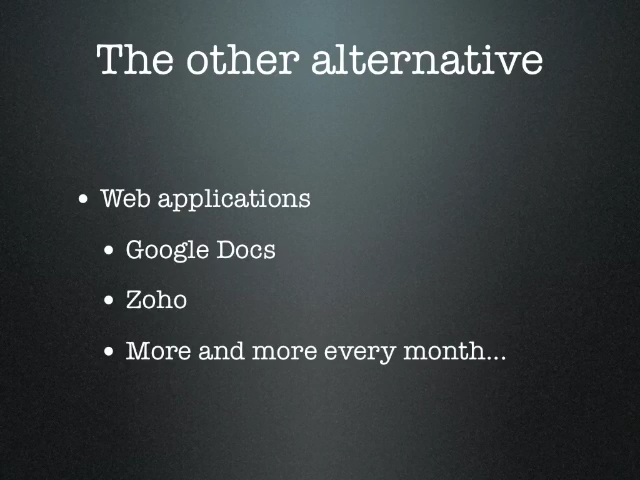 The other alternative
• Web applications
• Google Docs
• Zoho
• More and more every month...